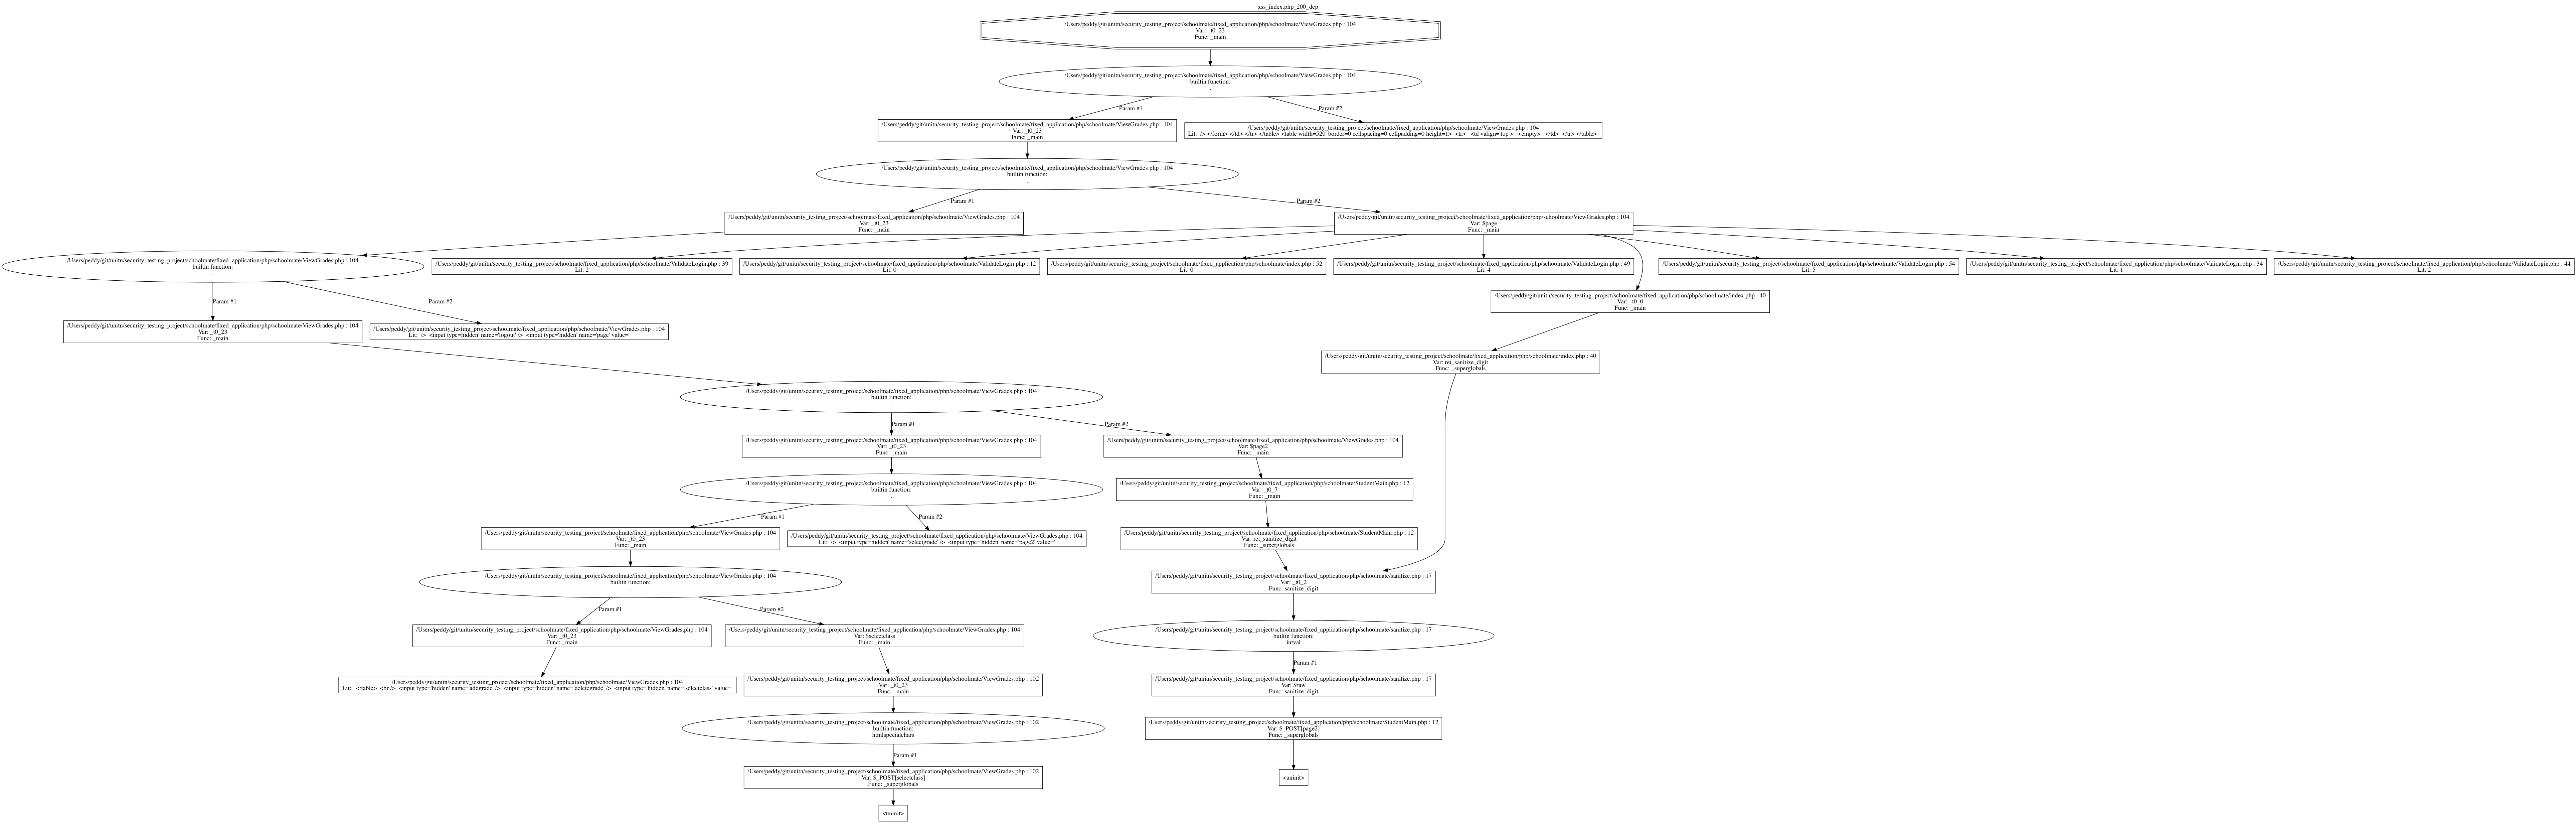 xss_index.php_200_dep
/Users/peddy/git/unitn/security_testing_project/schoolmate/fixed_application/php/schoolmate/ViewGrades.php : 104
Var: _t0_23
Func: _main
/Users/peddy/git/unitn/security_testing_project/schoolmate/fixed_application/php/schoolmate/ViewGrades.php : 104
builtin function:
.
Param #1
Param #2
/Users/peddy/git/unitn/security_testing_project/schoolmate/fixed_application/php/schoolmate/ViewGrades.php : 104
Var: _t0_23
Func: _main
/Users/peddy/git/unitn/security_testing_project/schoolmate/fixed_application/php/schoolmate/ViewGrades.php : 104
Lit: /> </form> </td> </tr> </table> <table width='520' border=0 cellspacing=0 cellpadding=0 height=1> <tr> <td valign='top'> <empty> </td> </tr> </table>
/Users/peddy/git/unitn/security_testing_project/schoolmate/fixed_application/php/schoolmate/ViewGrades.php : 104
builtin function:
.
Param #1
Param #2
/Users/peddy/git/unitn/security_testing_project/schoolmate/fixed_application/php/schoolmate/ViewGrades.php : 104
Var: _t0_23
Func: _main
/Users/peddy/git/unitn/security_testing_project/schoolmate/fixed_application/php/schoolmate/ViewGrades.php : 104
Var: $page
Func: _main
/Users/peddy/git/unitn/security_testing_project/schoolmate/fixed_application/php/schoolmate/ViewGrades.php : 104
builtin function:
.
/Users/peddy/git/unitn/security_testing_project/schoolmate/fixed_application/php/schoolmate/ValidateLogin.php : 39
Lit: 2
/Users/peddy/git/unitn/security_testing_project/schoolmate/fixed_application/php/schoolmate/ValidateLogin.php : 12
Lit: 0
/Users/peddy/git/unitn/security_testing_project/schoolmate/fixed_application/php/schoolmate/index.php : 52
Lit: 0
/Users/peddy/git/unitn/security_testing_project/schoolmate/fixed_application/php/schoolmate/ValidateLogin.php : 49
Lit: 4
/Users/peddy/git/unitn/security_testing_project/schoolmate/fixed_application/php/schoolmate/ValidateLogin.php : 54
Lit: 5
/Users/peddy/git/unitn/security_testing_project/schoolmate/fixed_application/php/schoolmate/ValidateLogin.php : 34
Lit: 1
/Users/peddy/git/unitn/security_testing_project/schoolmate/fixed_application/php/schoolmate/ValidateLogin.php : 44
Lit: 2
Param #1
Param #2
/Users/peddy/git/unitn/security_testing_project/schoolmate/fixed_application/php/schoolmate/index.php : 40
Var: _t0_0
Func: _main
/Users/peddy/git/unitn/security_testing_project/schoolmate/fixed_application/php/schoolmate/ViewGrades.php : 104
Var: _t0_23
Func: _main
/Users/peddy/git/unitn/security_testing_project/schoolmate/fixed_application/php/schoolmate/ViewGrades.php : 104
Lit: /> <input type='hidden' name='logout' /> <input type='hidden' name='page' value='
/Users/peddy/git/unitn/security_testing_project/schoolmate/fixed_application/php/schoolmate/index.php : 40
Var: ret_sanitize_digit
Func: _superglobals
/Users/peddy/git/unitn/security_testing_project/schoolmate/fixed_application/php/schoolmate/ViewGrades.php : 104
builtin function:
.
Param #1
Param #2
/Users/peddy/git/unitn/security_testing_project/schoolmate/fixed_application/php/schoolmate/ViewGrades.php : 104
Var: _t0_23
Func: _main
/Users/peddy/git/unitn/security_testing_project/schoolmate/fixed_application/php/schoolmate/ViewGrades.php : 104
Var: $page2
Func: _main
/Users/peddy/git/unitn/security_testing_project/schoolmate/fixed_application/php/schoolmate/ViewGrades.php : 104
builtin function:
.
/Users/peddy/git/unitn/security_testing_project/schoolmate/fixed_application/php/schoolmate/StudentMain.php : 12
Var: _t0_7
Func: _main
Param #1
Param #2
/Users/peddy/git/unitn/security_testing_project/schoolmate/fixed_application/php/schoolmate/ViewGrades.php : 104
Var: _t0_23
Func: _main
/Users/peddy/git/unitn/security_testing_project/schoolmate/fixed_application/php/schoolmate/ViewGrades.php : 104
Lit: /> <input type='hidden' name='selectgrade' /> <input type='hidden' name='page2' value='
/Users/peddy/git/unitn/security_testing_project/schoolmate/fixed_application/php/schoolmate/StudentMain.php : 12
Var: ret_sanitize_digit
Func: _superglobals
/Users/peddy/git/unitn/security_testing_project/schoolmate/fixed_application/php/schoolmate/ViewGrades.php : 104
builtin function:
.
/Users/peddy/git/unitn/security_testing_project/schoolmate/fixed_application/php/schoolmate/sanitize.php : 17
Var: _t0_2
Func: sanitize_digit
Param #1
Param #2
/Users/peddy/git/unitn/security_testing_project/schoolmate/fixed_application/php/schoolmate/ViewGrades.php : 104
Var: _t0_23
Func: _main
/Users/peddy/git/unitn/security_testing_project/schoolmate/fixed_application/php/schoolmate/ViewGrades.php : 104
Var: $selectclass
Func: _main
/Users/peddy/git/unitn/security_testing_project/schoolmate/fixed_application/php/schoolmate/sanitize.php : 17
builtin function:
intval
Param #1
/Users/peddy/git/unitn/security_testing_project/schoolmate/fixed_application/php/schoolmate/ViewGrades.php : 104
Lit: </table> <br /> <input type='hidden' name='addgrade' /> <input type='hidden' name='deletegrade' /> <input type='hidden' name='selectclass' value='
/Users/peddy/git/unitn/security_testing_project/schoolmate/fixed_application/php/schoolmate/ViewGrades.php : 102
Var: _t0_23
Func: _main
/Users/peddy/git/unitn/security_testing_project/schoolmate/fixed_application/php/schoolmate/sanitize.php : 17
Var: $raw
Func: sanitize_digit
/Users/peddy/git/unitn/security_testing_project/schoolmate/fixed_application/php/schoolmate/ViewGrades.php : 102
builtin function:
htmlspecialchars
/Users/peddy/git/unitn/security_testing_project/schoolmate/fixed_application/php/schoolmate/StudentMain.php : 12
Var: $_POST[page2]
Func: _superglobals
Param #1
/Users/peddy/git/unitn/security_testing_project/schoolmate/fixed_application/php/schoolmate/ViewGrades.php : 102
Var: $_POST[selectclass]
Func: _superglobals
<uninit>
<uninit>